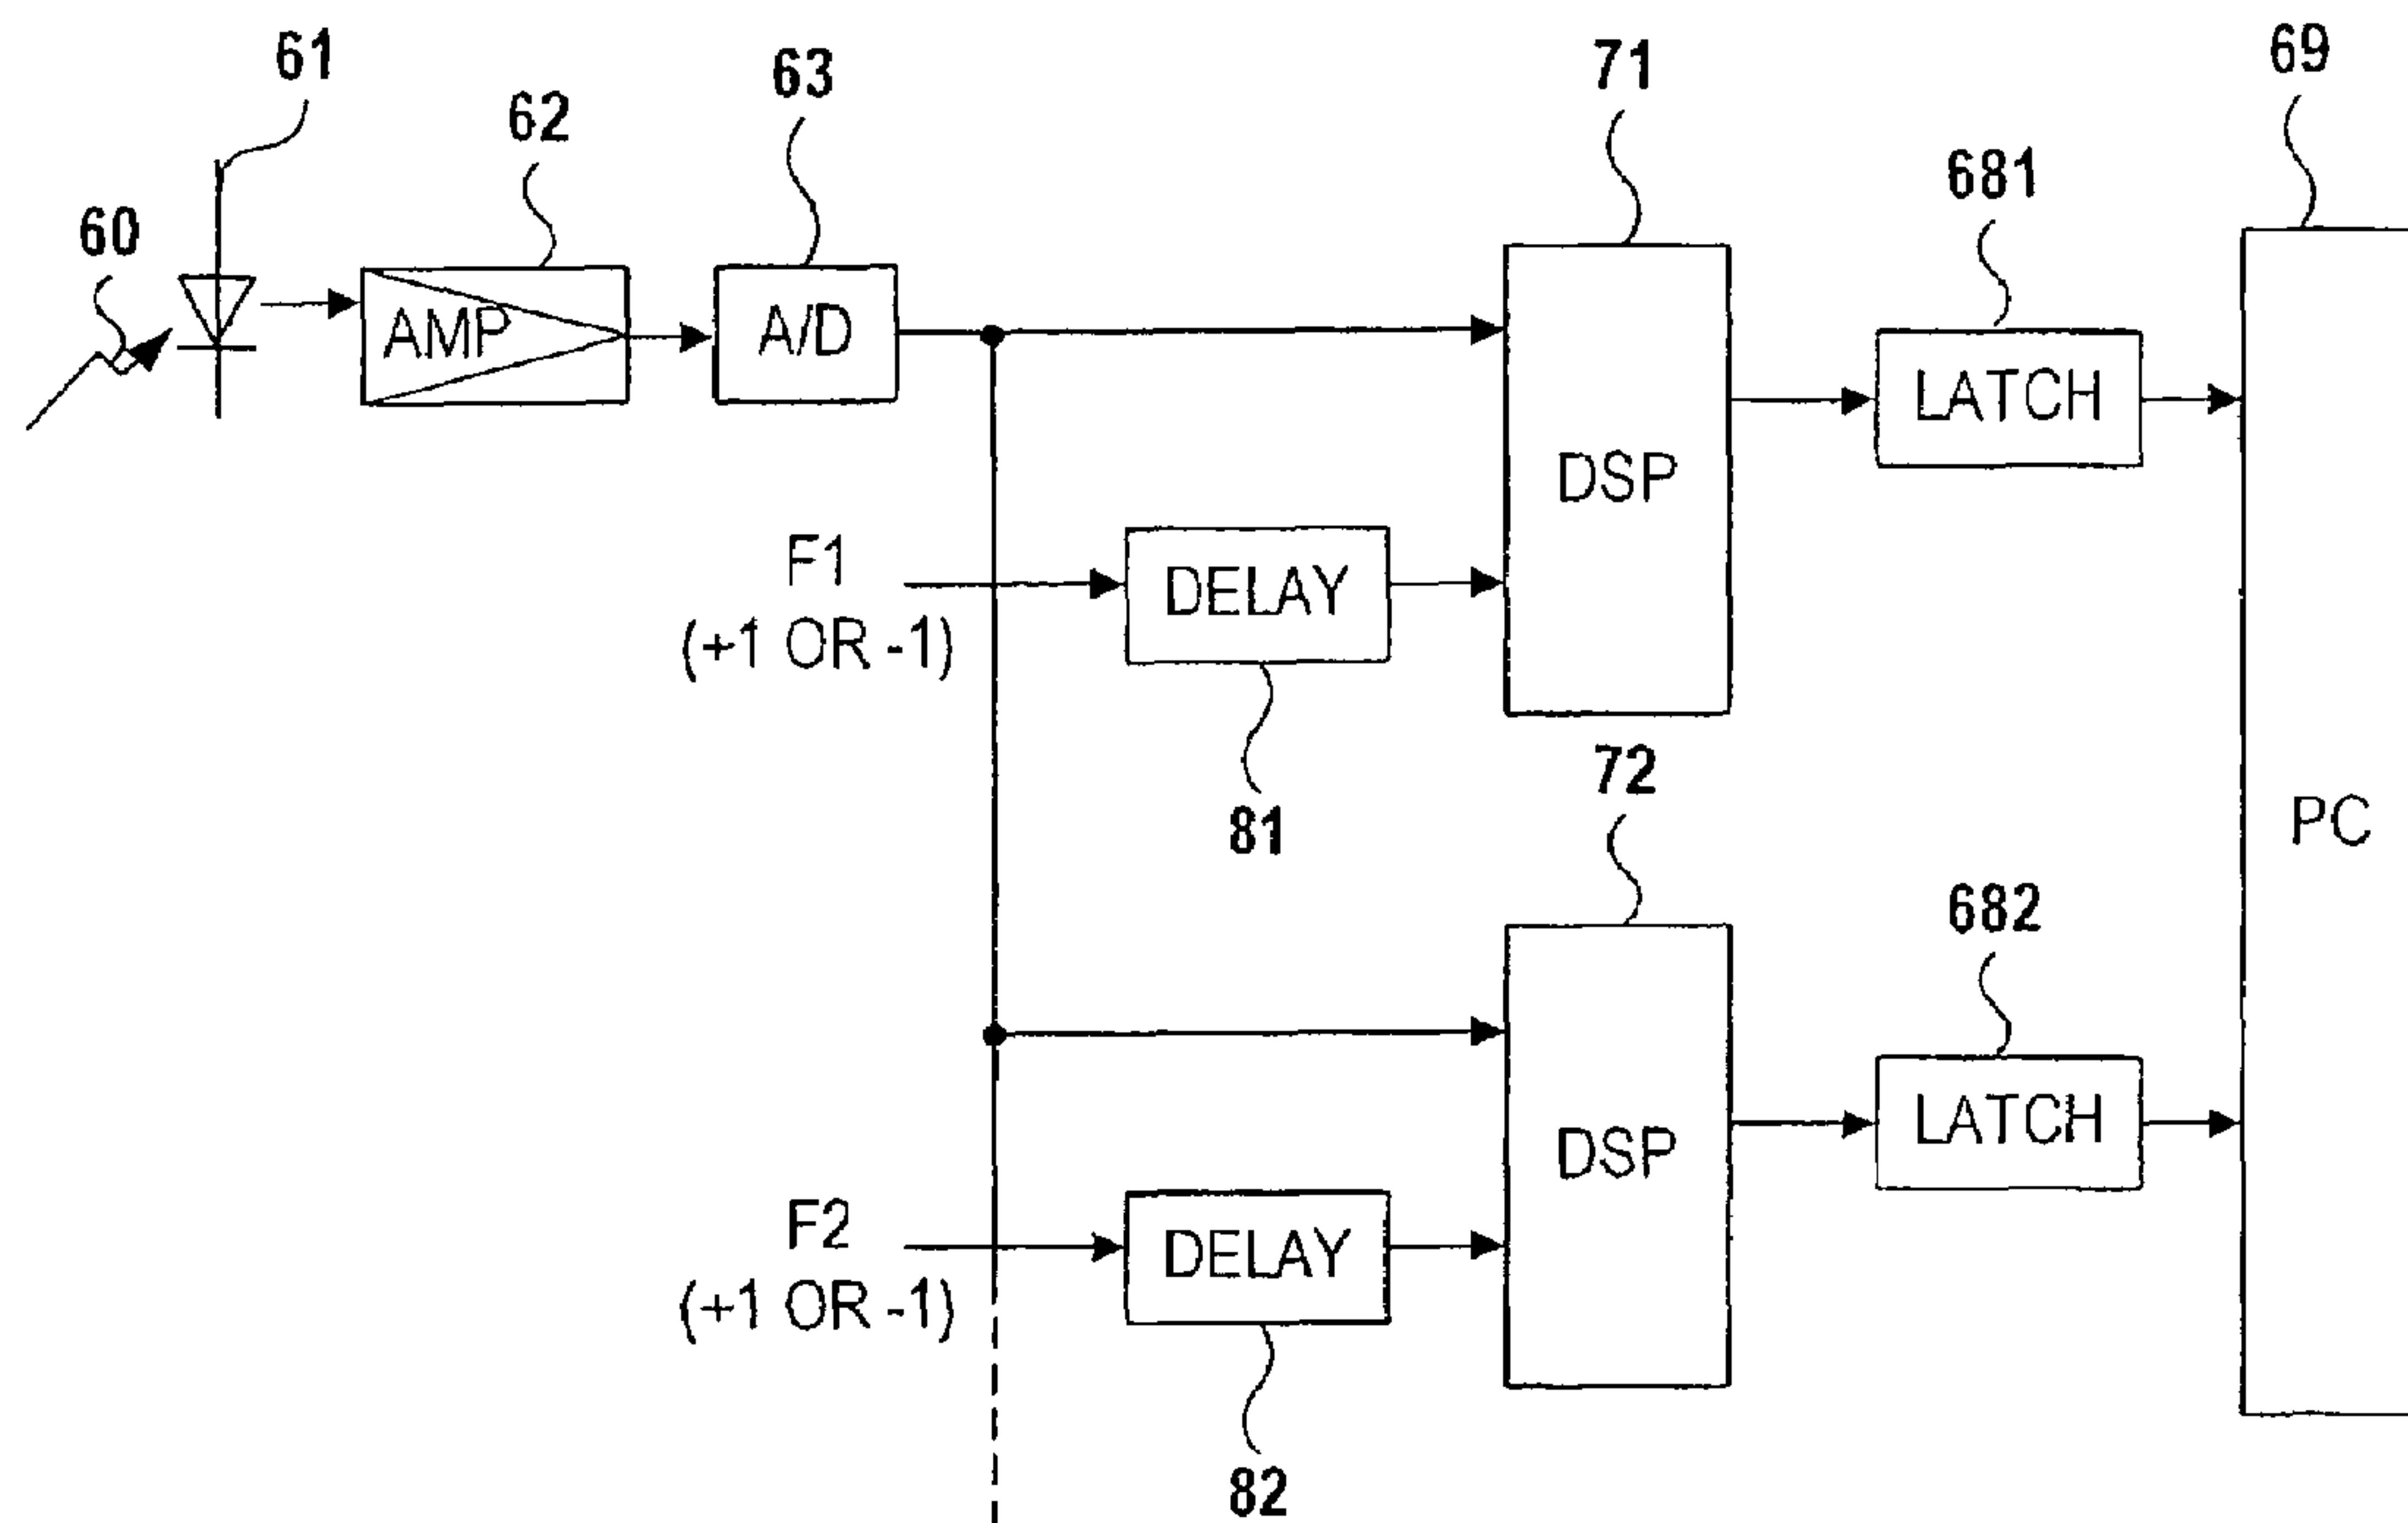 61
62
63
71
69
681
60
AMP
A/D
LATCH
DSP
F1
(+1 OR -1)
DELAY
81
72
PC
682
LATCH
DSP
F2
(+1 OR -1)
DELAY
82